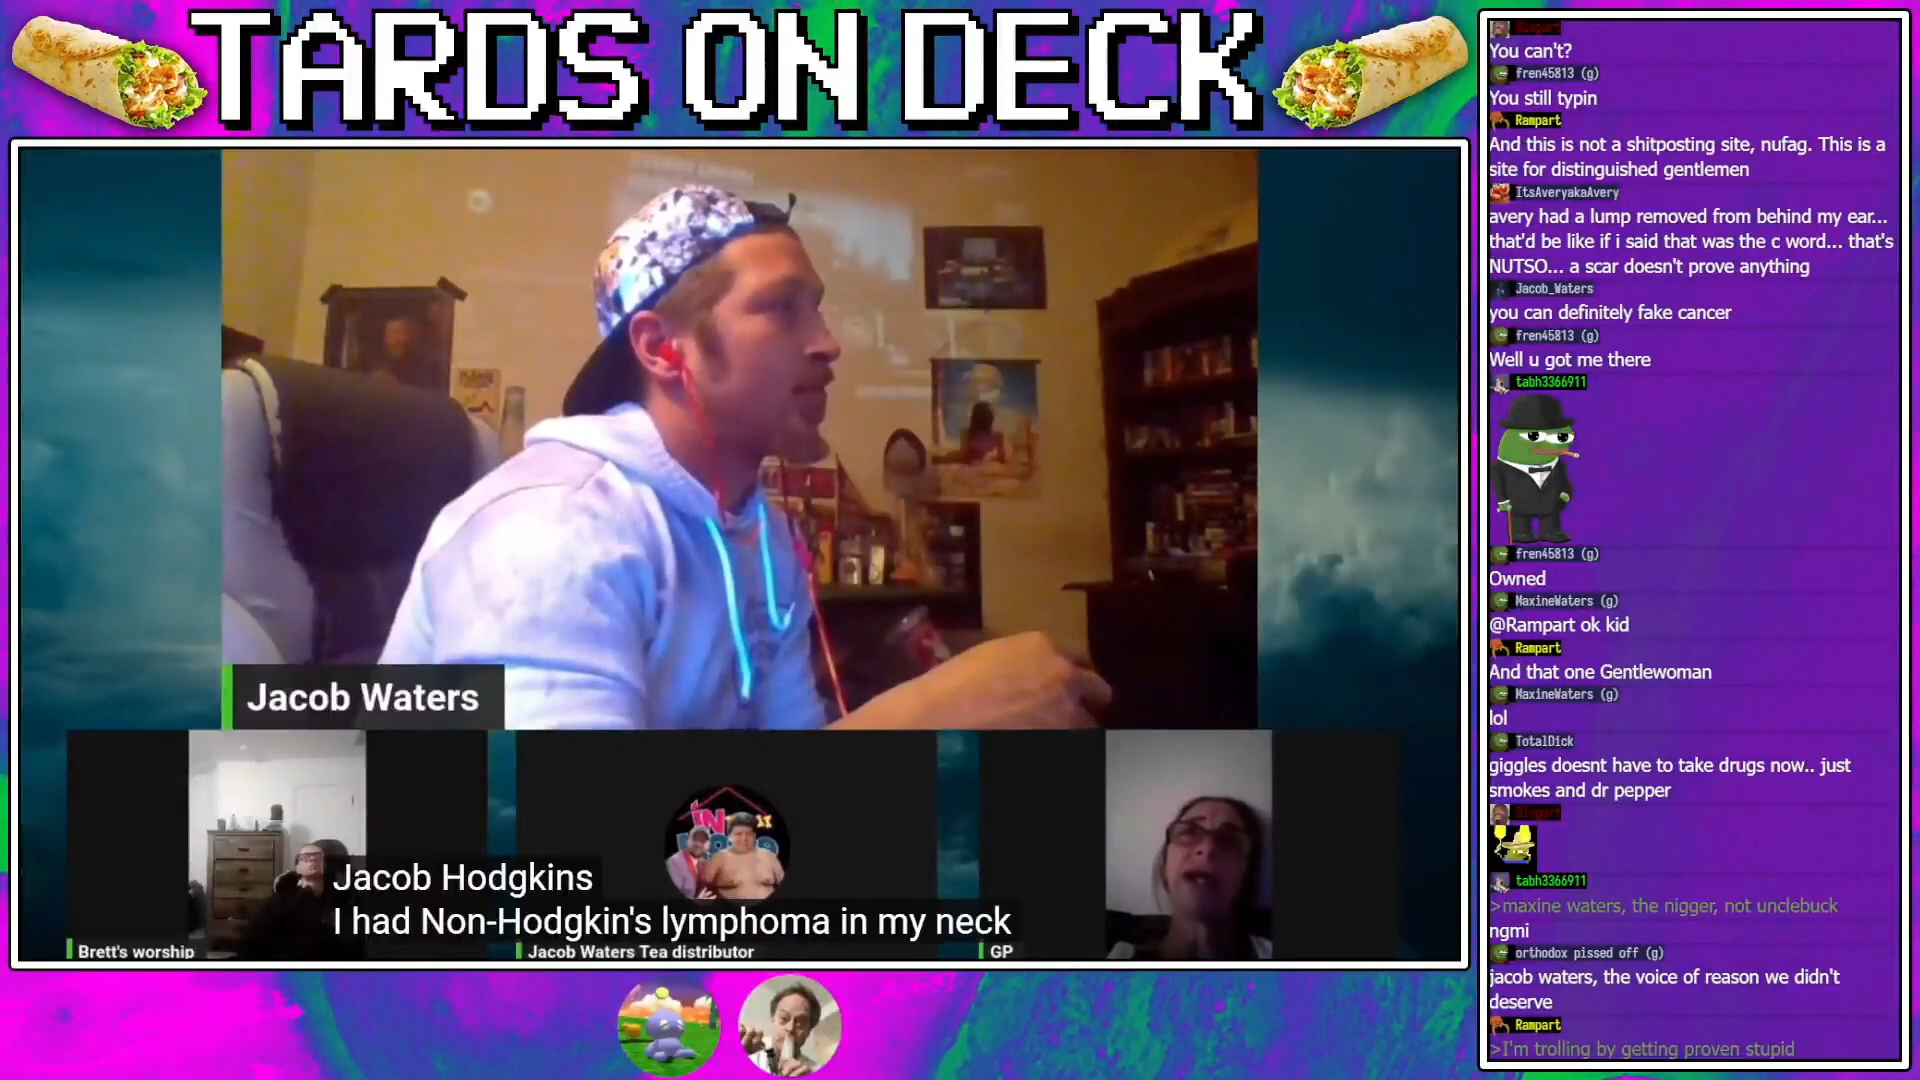 TARDS ON DECK
Jacob Waters
Jacob Hodgkins
I had Non-Hodgkin's lymphoma in my neck
Brett's worship
Jacob Waters Tea distributor
GP
You can't?
fren45813 (g)
You still typin
Rampart
And this is not a shitposting site, nufag. This is a
site for distinguished gentlemen
ItsAveryakaAvery
avery had a lump removed from behind my ear...
that'd be like if i said that was the c word... that's
NUTSO... a scar doesn't prove anything
Jacob_Waters
you can definitely fake cancer
fren45813 (g)
Well u got me there
tabh3366911
fren45813 (g)
Owned
MaxineWaters (g)
@Rampart ok kid
Rampart
And that one Gentlewoman
MaxineWaters (g)
lol
TotalDick
giggles doesnt have to take drugs now.. just
smokes and dr pepper
tabh3366911
>maxine waters, the nigger, not unclebuck
ngmi
orthodox pissed off (g)
jacob waters, the voice of reason we didn't
deserve
Rampart
>I'm trolling by getting proven stupid